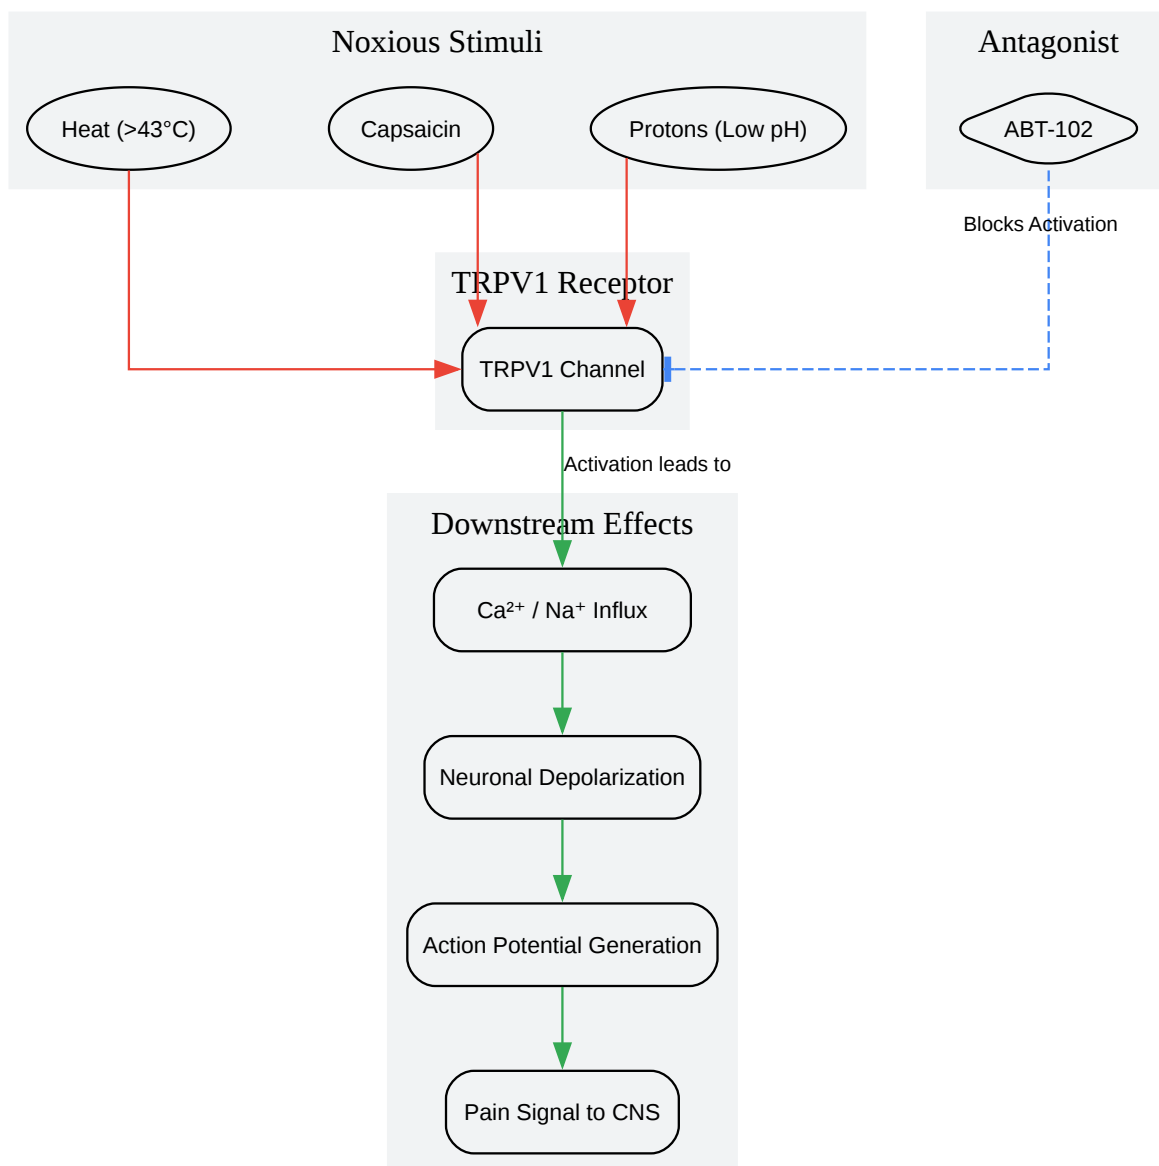 Noxious Stimuli
Antagonist
Heat (>43°C)
Capsaicin
Protons (Low pH)
ABT-102
Blocks Activation
TRPV1 Receptor
TRPV1 Channel
Activation leads to
Downstream Effects
Ca²⁺ / Na⁺ Influx
Neuronal Depolarization
Action Potential Generation
Pain Signal to CNS